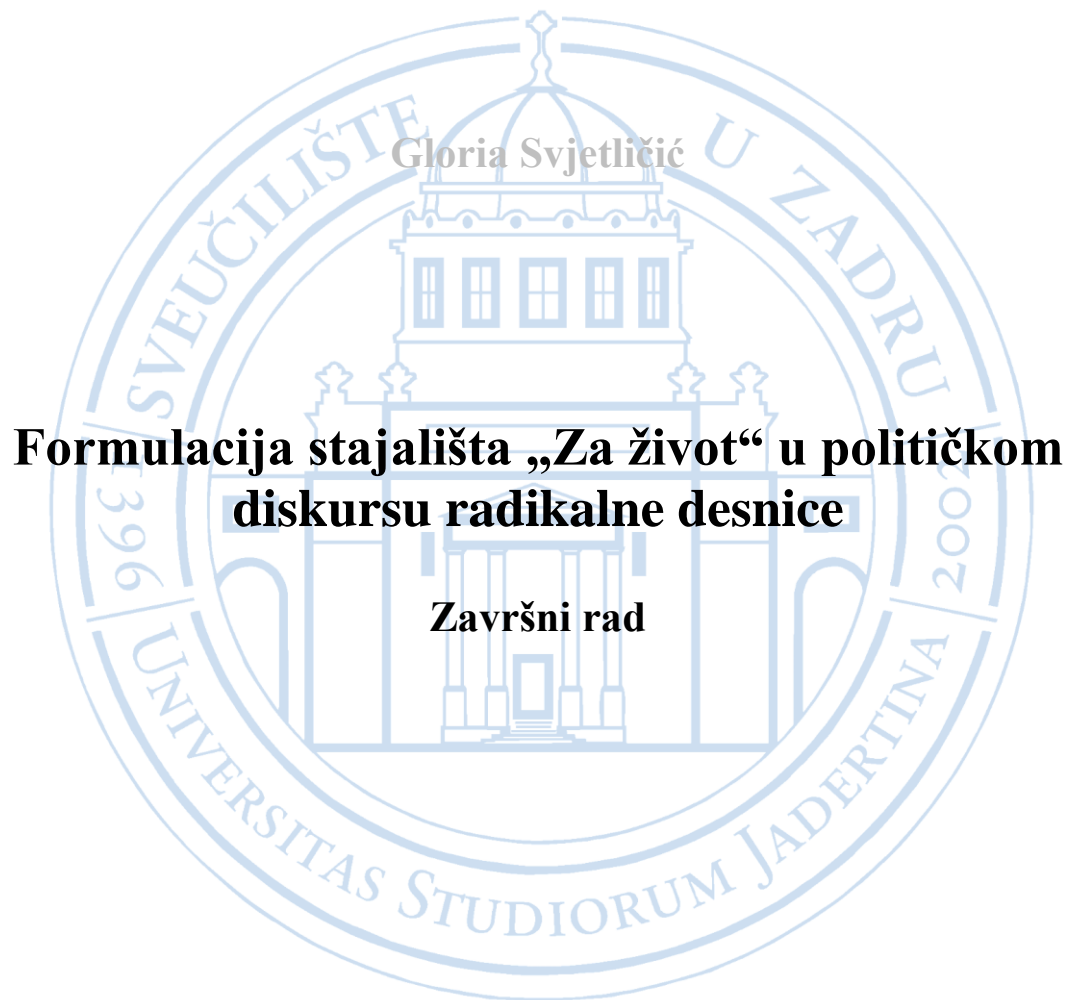 Gloria Svjetličić
Formulacija stajališta „Za život“ u političkom
diskursu radikalne desnice
Završni rad
SVEUČILIŠTE U ZADRU
1396
2002
UNIVERSITAS STUDIORUM JADERTINA